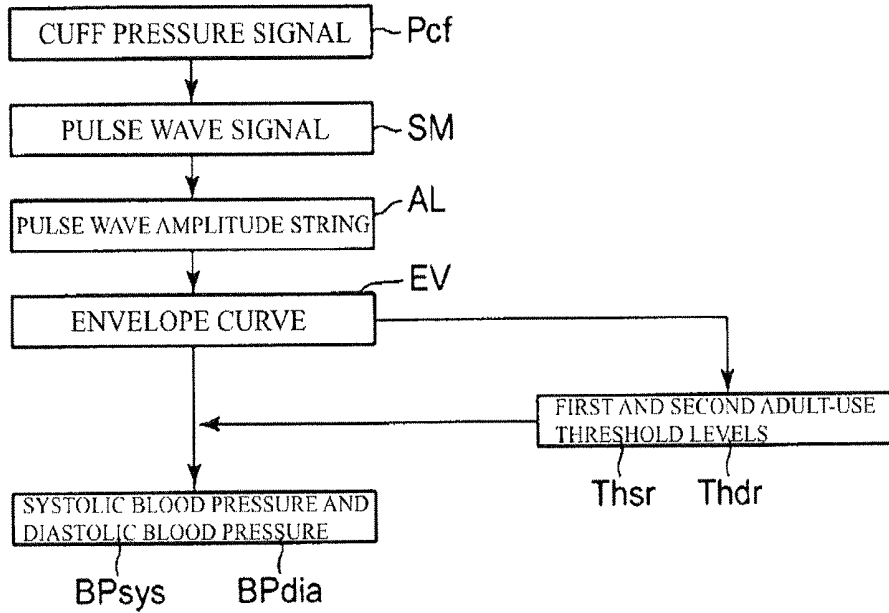 CUFF PRESSURE SIGNAL
Pcf
PULSE WAVE SIGNAL
SM
PULSE WAVE AMPLITUDE STRING
AL
ENVELOPE CURVE
EV
FIRST AND SECOND ADULT-USE
THRESHOLD LEVELS
Thsr Thdr
SYSTOLIC BLOOD PRESSURE AND
DIASTOLIC BLOOD PRESSURE
BPsys BPdia